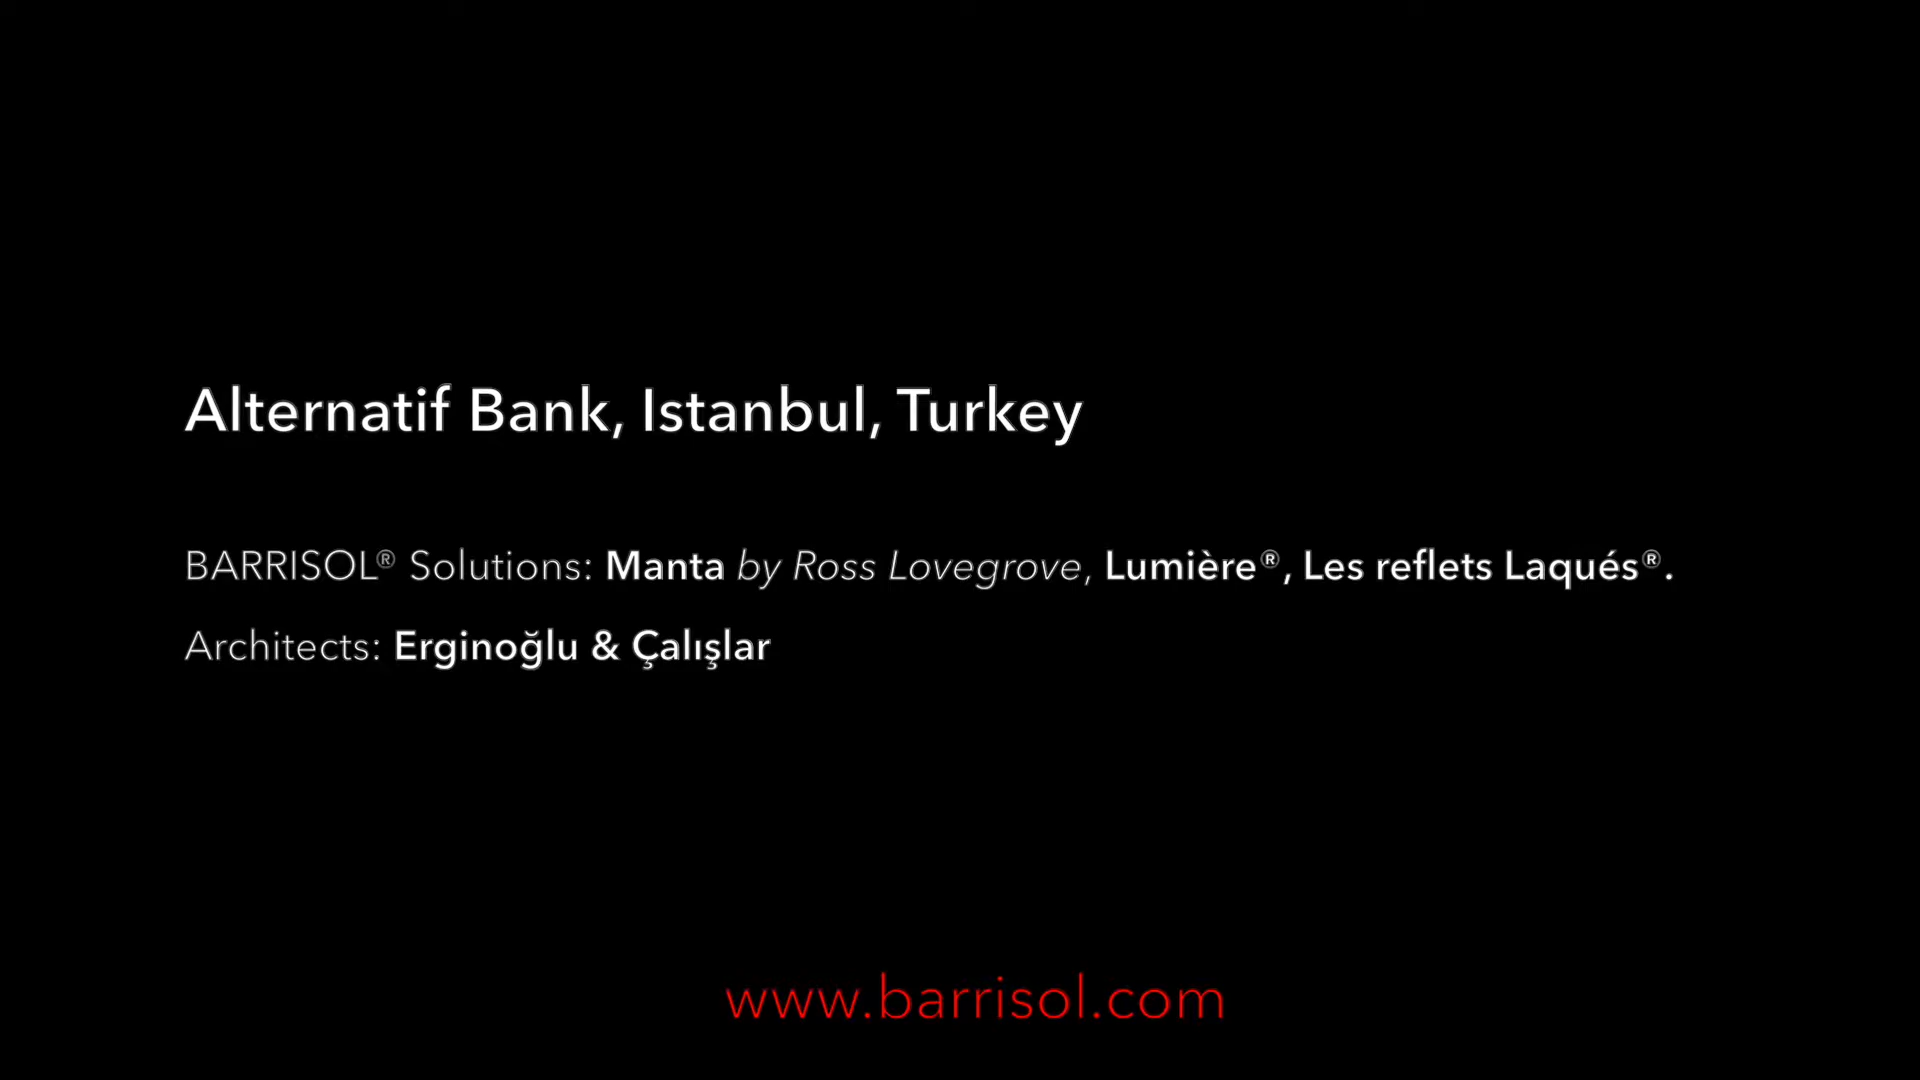 Alternatif Bank, Istanbul, Turkey
BARRISOL® Solutions: Manta by Ross Lovegrove, Lumière®, Les reflets Laqués®.
Architects: Erginoğlu & Çalışlar
www.barrisol.com